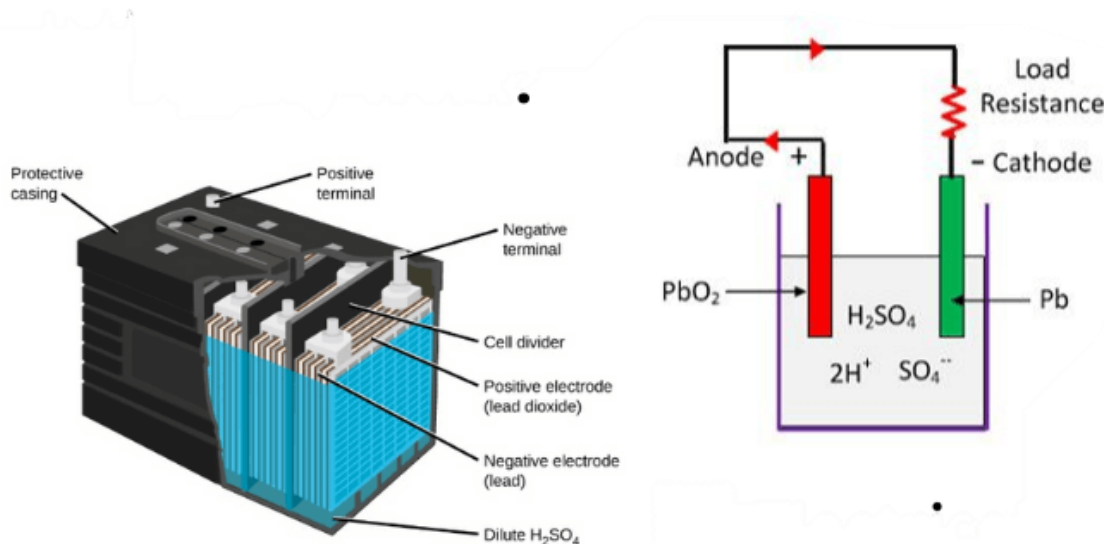 Protective
casing
Positive
terminal
Negative
terminal
Cell divider
Positive electrode
(lead dioxide)
Negative electrode
(lead)
Dilute H₂SO₄
Load
Resistance
Anode +
- Cathode
PbO₂
Pb
H₂SO₄
2H⁺ SO₄⁻⁻